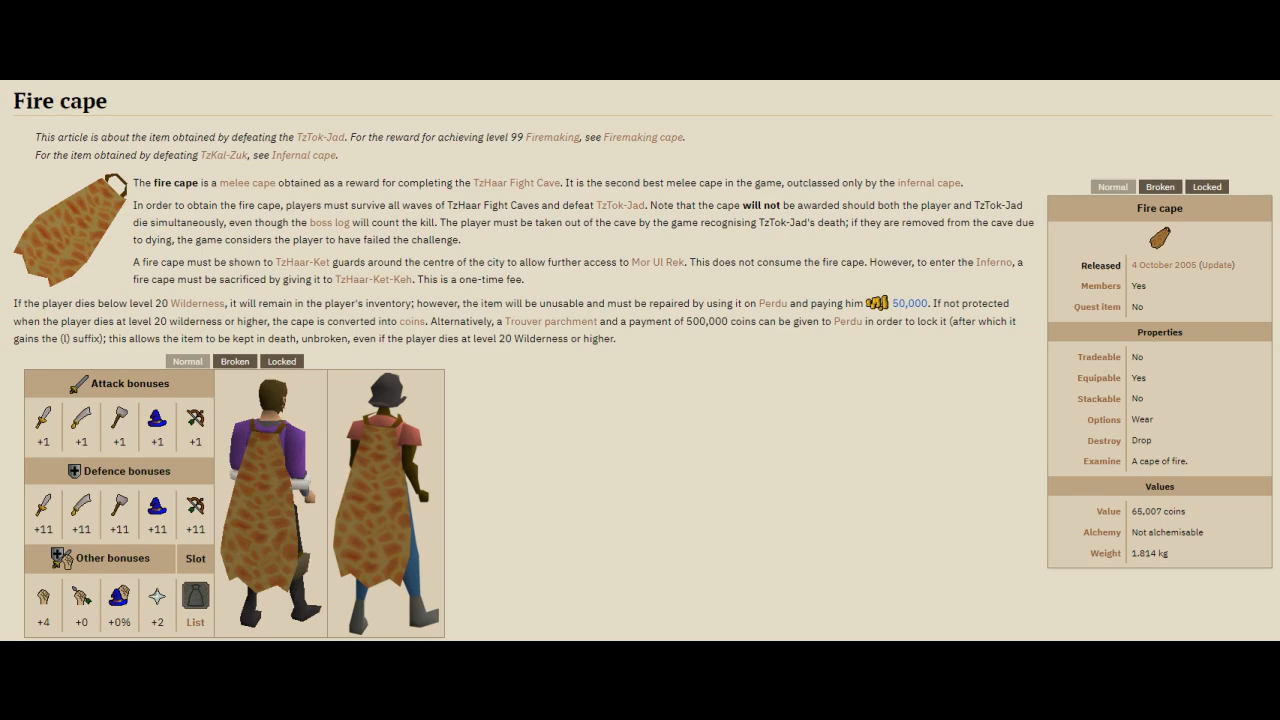 Fire cape
This article is about the item obtained by defeating the TzTok-Jad. For the reward for achieving level 99 Firemaking, see Firemaking cape.
For the item obtained by defeating TzKal-Zuk, see Infernal cape.
The fire cape is a melee cape obtained as a reward for completing the TzHaar Fight Cave. It is the second best melee cape in the game, outclassed only by the infernal cape.
In order to obtain the fire cape, players must survive all waves of TzHaar Fight Caves and defeat TzTok-Jad. Note that the cape will not be awarded should both the player and TzTok-Jad
die simultaneously, even though the boss log will count the kill. The player must be taken out of the cave by the game recognising TzTok-Jad's death; if they are removed from the cave due
to dying, the game considers the player to have failed the challenge.
A fire cape must be shown to TzHaar-Ket guards around the centre of the city to allow further access to Mor Ul Rek. This does not consume the fire cape. However, to enter the Inferno, a
fire cape must be sacrificed by giving it to TzHaar-Ket-Keh. This is a one-time fee.
If the player dies below level 20 Wilderness, it will remain in the player's inventory; however, the item will be unusable and must be repaired by using it on Perdu and paying him 50,000. If not protected
when the player dies at level 20 wilderness or higher, the cape is converted into coins. Alternatively, a Trouver parchment and a payment of 500,000 coins can be given to Perdu in order to lock it (after which it
gains the (l) suffix); this allows the item to be kept in death, unbroken, even if the player dies at level 20 Wilderness or higher.
Normal Broken Locked
Attack bonuses
+1 +1 +1 +1 +1
Defence bonuses
+11 +11 +11 +11 +11
Other bonuses Slot
+4 +0 +0% +2 List
Normal Broken Locked
Fire cape
Released 4 October 2005 (Update)
Members Yes
Quest item No
Properties
Tradeable No
Equipable Yes
Stackable No
Options Wear
Destroy Drop
Examine A cape of fire.
Values
Value 65,007 coins
Alchemy Not alchemisable
Weight 1.814 kg